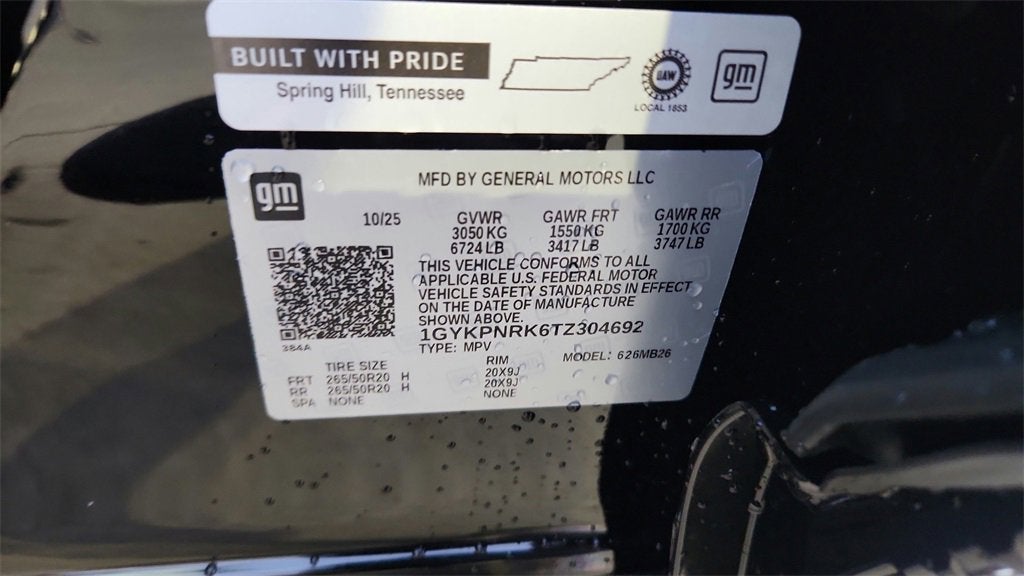 BUILT WITH PRIDE
Spring Hill, Tennessee
UAW
LOCAL 1853
gm
gm
MFD BY GENERAL MOTORS LLC
10/25
GVWR GAWR FRT GAWR RR
3050 KG 1550 KG 1700 KG
6724 LB 3417 LB 3747 LB
THIS VEHICLE CONFORMS TO ALL
APPLICABLE U.S. FEDERAL MOTOR
VEHICLE SAFETY STANDARDS IN EFFECT
ON THE DATE OF MANUFACTURE
SHOWN ABOVE.
1GYKPNRK6TZ304692
TYPE: MPV MODEL: 626MB26
384A
TIRE SIZE RIM
FRT 265/50R20 H 20X9J
RR 265/50R20 H 20X9J
SPA NONE NONE